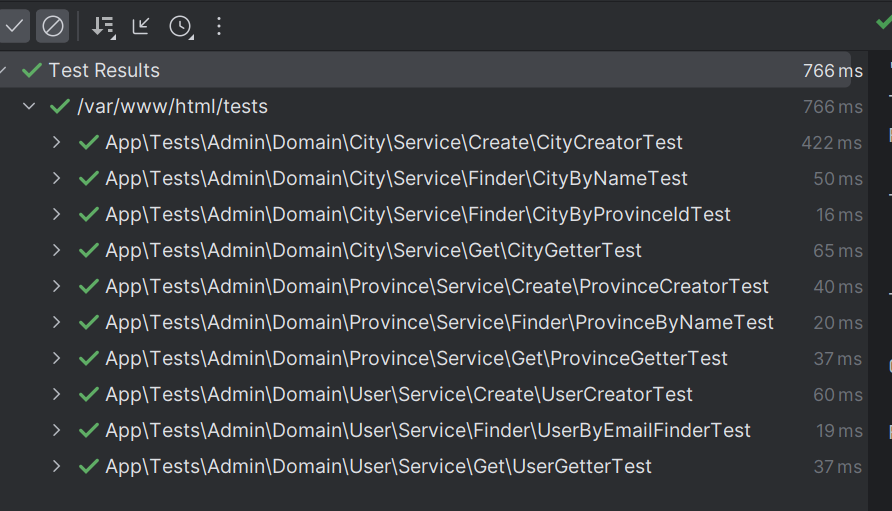 Test Results 766 ms
/var/www/html/tests 766 ms
App\Tests\Admin\Domain\City\Service\Create\CityCreatorTest 422 ms
App\Tests\Admin\Domain\City\Service\Finder\CityByNameTest 50 ms
App\Tests\Admin\Domain\City\Service\Finder\CityByProvinceIdTest 16 ms
App\Tests\Admin\Domain\City\Service\Get\CityGetterTest 65 ms
App\Tests\Admin\Domain\Province\Service\Create\ProvinceCreatorTest 40 ms
App\Tests\Admin\Domain\Province\Service\Finder\ProvinceByNameTest 20 ms
App\Tests\Admin\Domain\Province\Service\Get\ProvinceGetterTest 37 ms
App\Tests\Admin\Domain\User\Service\Create\UserCreatorTest 60 ms
App\Tests\Admin\Domain\User\Service\Finder\UserByEmailFinderTest 19 ms
App\Tests\Admin\Domain\User\Service\Get\UserGetterTest 37 ms